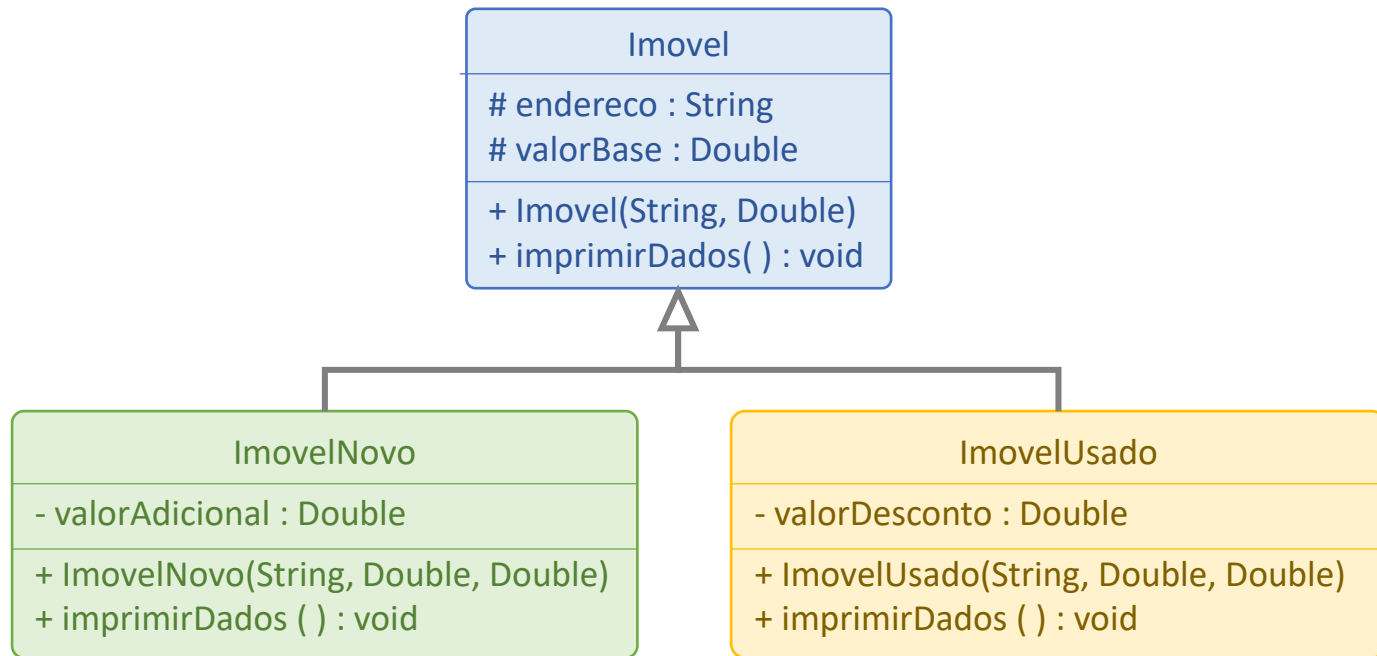 Imovel
# endereco : String
# valorBase : Double
+ Imovel(String, Double)
+ imprimirDados( ) : void
ImovelNovo
- valorAdicional : Double
+ ImovelNovo(String, Double, Double)
+ imprimirDados ( ) : void
ImovelUsado
- valorDesconto : Double
+ ImovelUsado(String, Double, Double)
+ imprimirDados ( ) : void